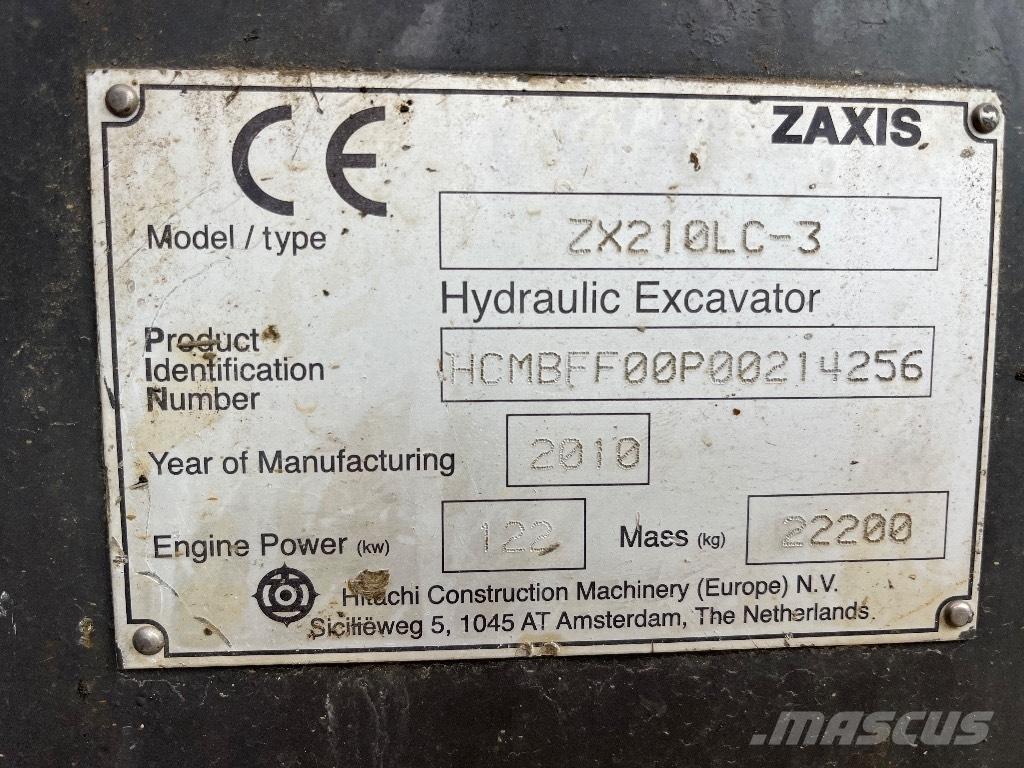 CE ZAXIS
Model / type ZX210LC-3
Hydraulic Excavator
Product
Identification HCMBFF00P00214256
Number
Year of Manufacturing 2010
Engine Power (kw) 122 Mass (kg) 22200
Hitachi Construction Machinery (Europe) N.V.
Siciliëweg 5, 1045 AT Amsterdam, The Netherlands.
MASCUS